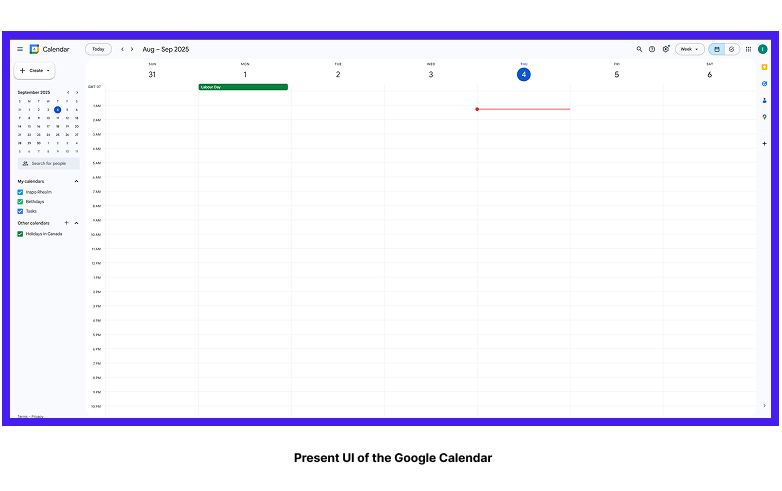 Calendar
Today
Aug – Sep 2025
Week
Create
September 2025
S M T W T F S
31 1 2 3 4 5 6
7 8 9 10 11 12 13
14 15 16 17 18 19 20
21 22 23 24 25 26 27
28 29 30 1 2 3 4
5 6 7 8 9 10 11
Search for people
My calendars
Inspo Rhealm
Birthdays
Tasks
Other calendars
Holidays in Canada
Terms – Privacy
SUN MON TUE WED THU FRI SAT
31 1 2 3 4 5 6
GMT-07
Labour Day
1 AM
2 AM
3 AM
4 AM
5 AM
6 AM
7 AM
8 AM
9 AM
10 AM
11 AM
12 PM
1 PM
2 PM
3 PM
4 PM
5 PM
6 PM
7 PM
8 PM
9 PM
10 PM
Present UI of the Google Calendar